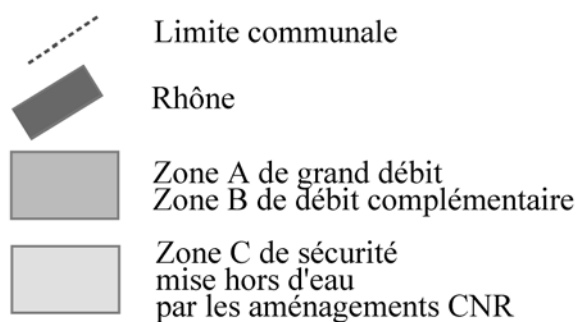 Limite communale
Rhône
Zone A de grand débit
Zone B de débit complémentaire
Zone C de sécurité
mise hors d'eau
par les aménagements CNR